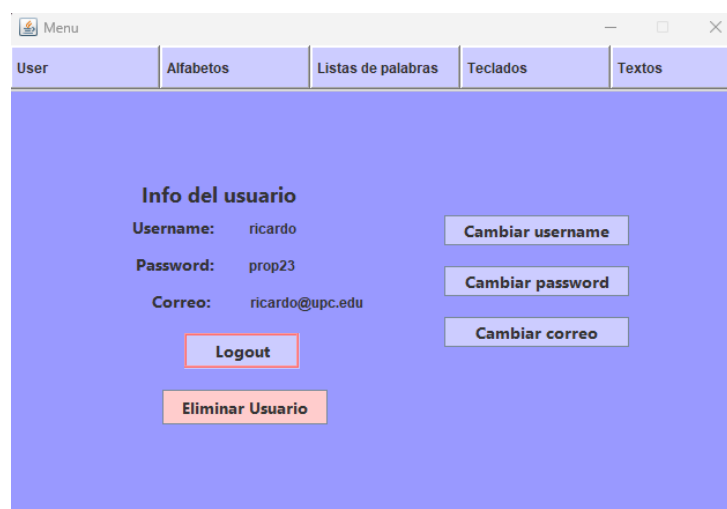 Menu
User Alfabetos Listas de palabras Teclados Textos
Info del usuario
Username: ricardo
Cambiar username
Password: prop23
Cambiar password
Correo: ricardo@upc.edu
Cambiar correo
Logout
Eliminar Usuario